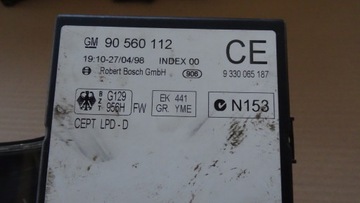 GM 90 560 112
19:10-27/04/98 INDEX 00 CE
Robert Bosch GmbH 906 9 330 065 187
BZT G129 956H FW EK 441 GR. YME N153
CEPT LPD - D